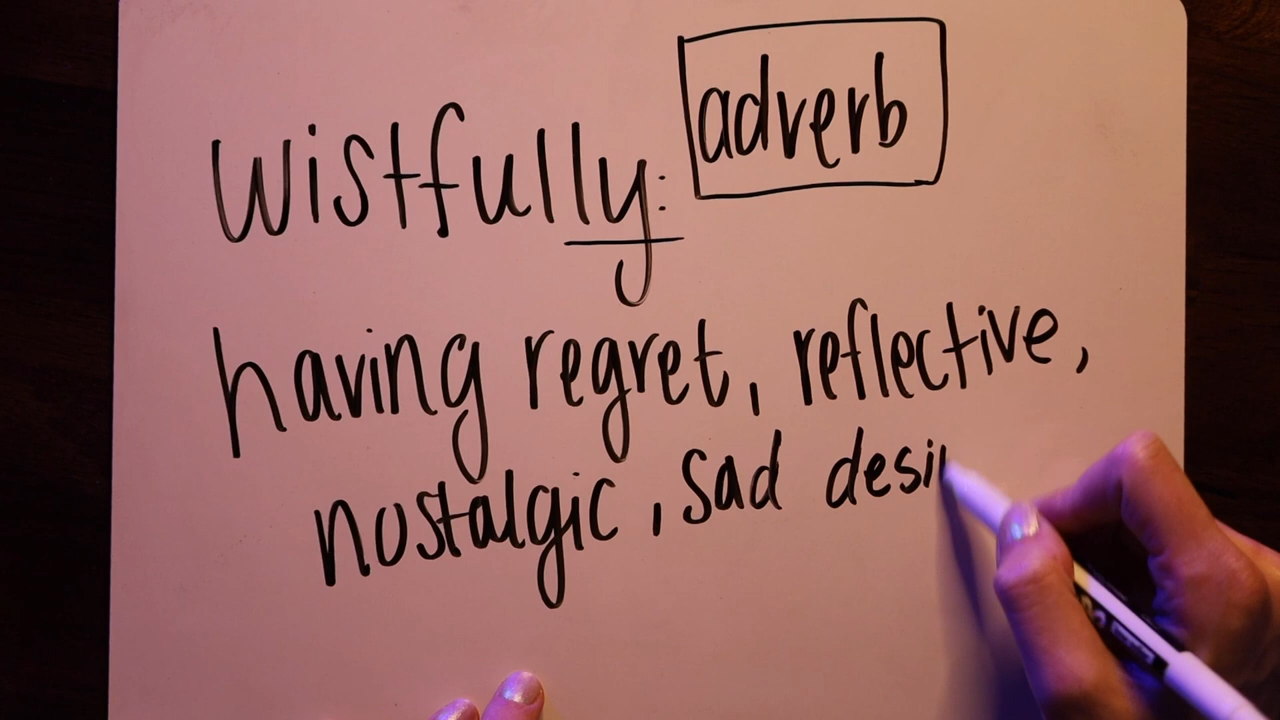 adverb
wistfully:
having regret, reflective,
nostalgic, sad desi